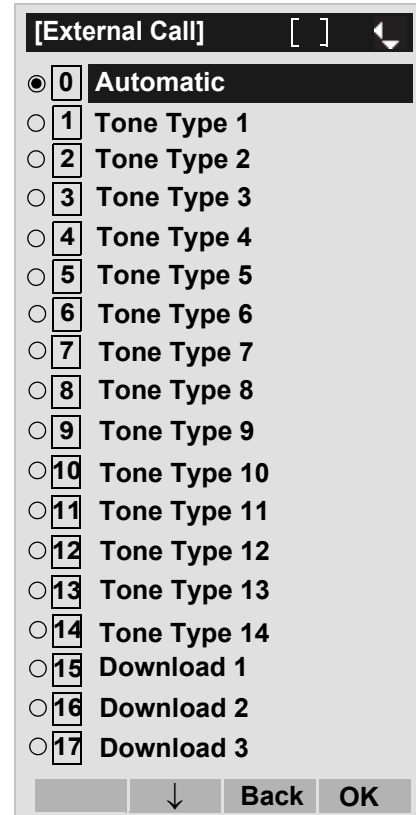 [External Call] [ ]
0 Automatic
1 Tone Type 1
2 Tone Type 2
3 Tone Type 3
4 Tone Type 4
5 Tone Type 5
6 Tone Type 6
7 Tone Type 7
8 Tone Type 8
9 Tone Type 9
10 Tone Type 10
11 Tone Type 11
12 Tone Type 12
13 Tone Type 13
14 Tone Type 14
15 Download 1
16 Download 2
17 Download 3
↓ Back OK